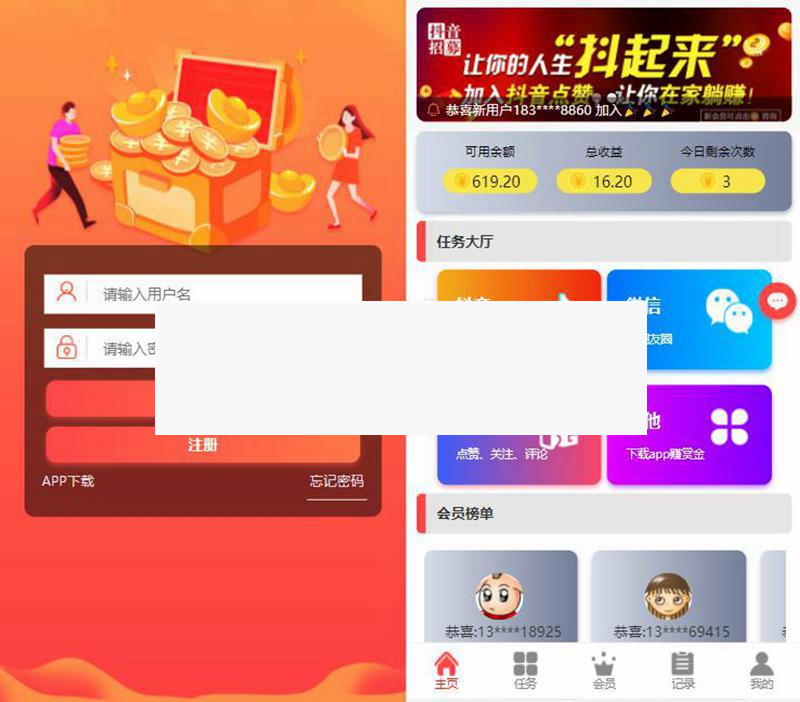 请输入用户名
请输入密
注册
APP下载
忘记密码
抖音
招募
让你的人生“抖起来”
加入抖音点赞 让你在家躺赚!
恭喜新用户183****8860 加入
可用余额
总收益
今日剩余次数
619.20
16.20
3
任务大厅
点赞、关注、评论
下载app赚赏金
会员榜单
恭喜:13****18925
恭喜:13****69415
主页
任务
会员
记录
我的